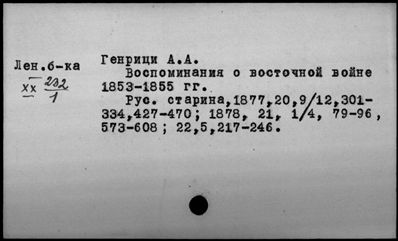 Генрици А.А.
Лен.б-ка
Воспоминания о восточной войне
XX 232/1
1853-1855 гг.
Рус. старина,1877,20,9/12,301-
334,427-470; 1878, 21, 1/4, 79-96,
573-608; 22,5,217-246.